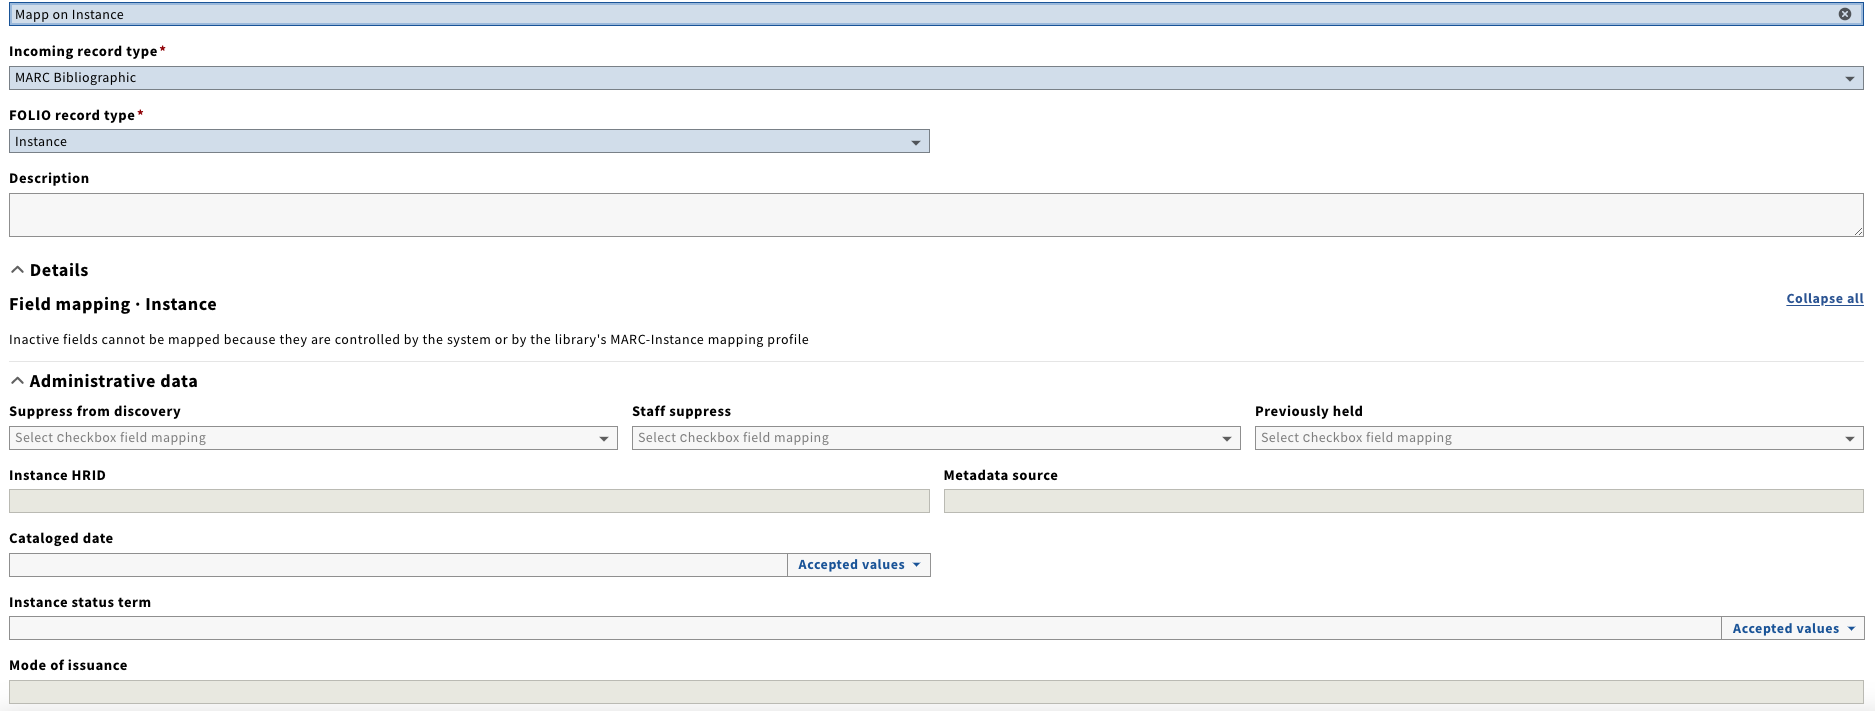 Mapp on Instance
Incoming record type*
MARC Bibliographic
FOLIO record type*
Instance
Description
Details
Field mapping · Instance
Collapse all
Inactive fields cannot be mapped because they are controlled by the system or by the library's MARC-Instance mapping profile
Administrative data
Suppress from discovery
Staff suppress
Previously held
Select Checkbox field mapping
Select Checkbox field mapping
Select Checkbox field mapping
Instance HRID
Metadata source
Cataloged date
Accepted values
Instance status term
Accepted values
Mode of issuance